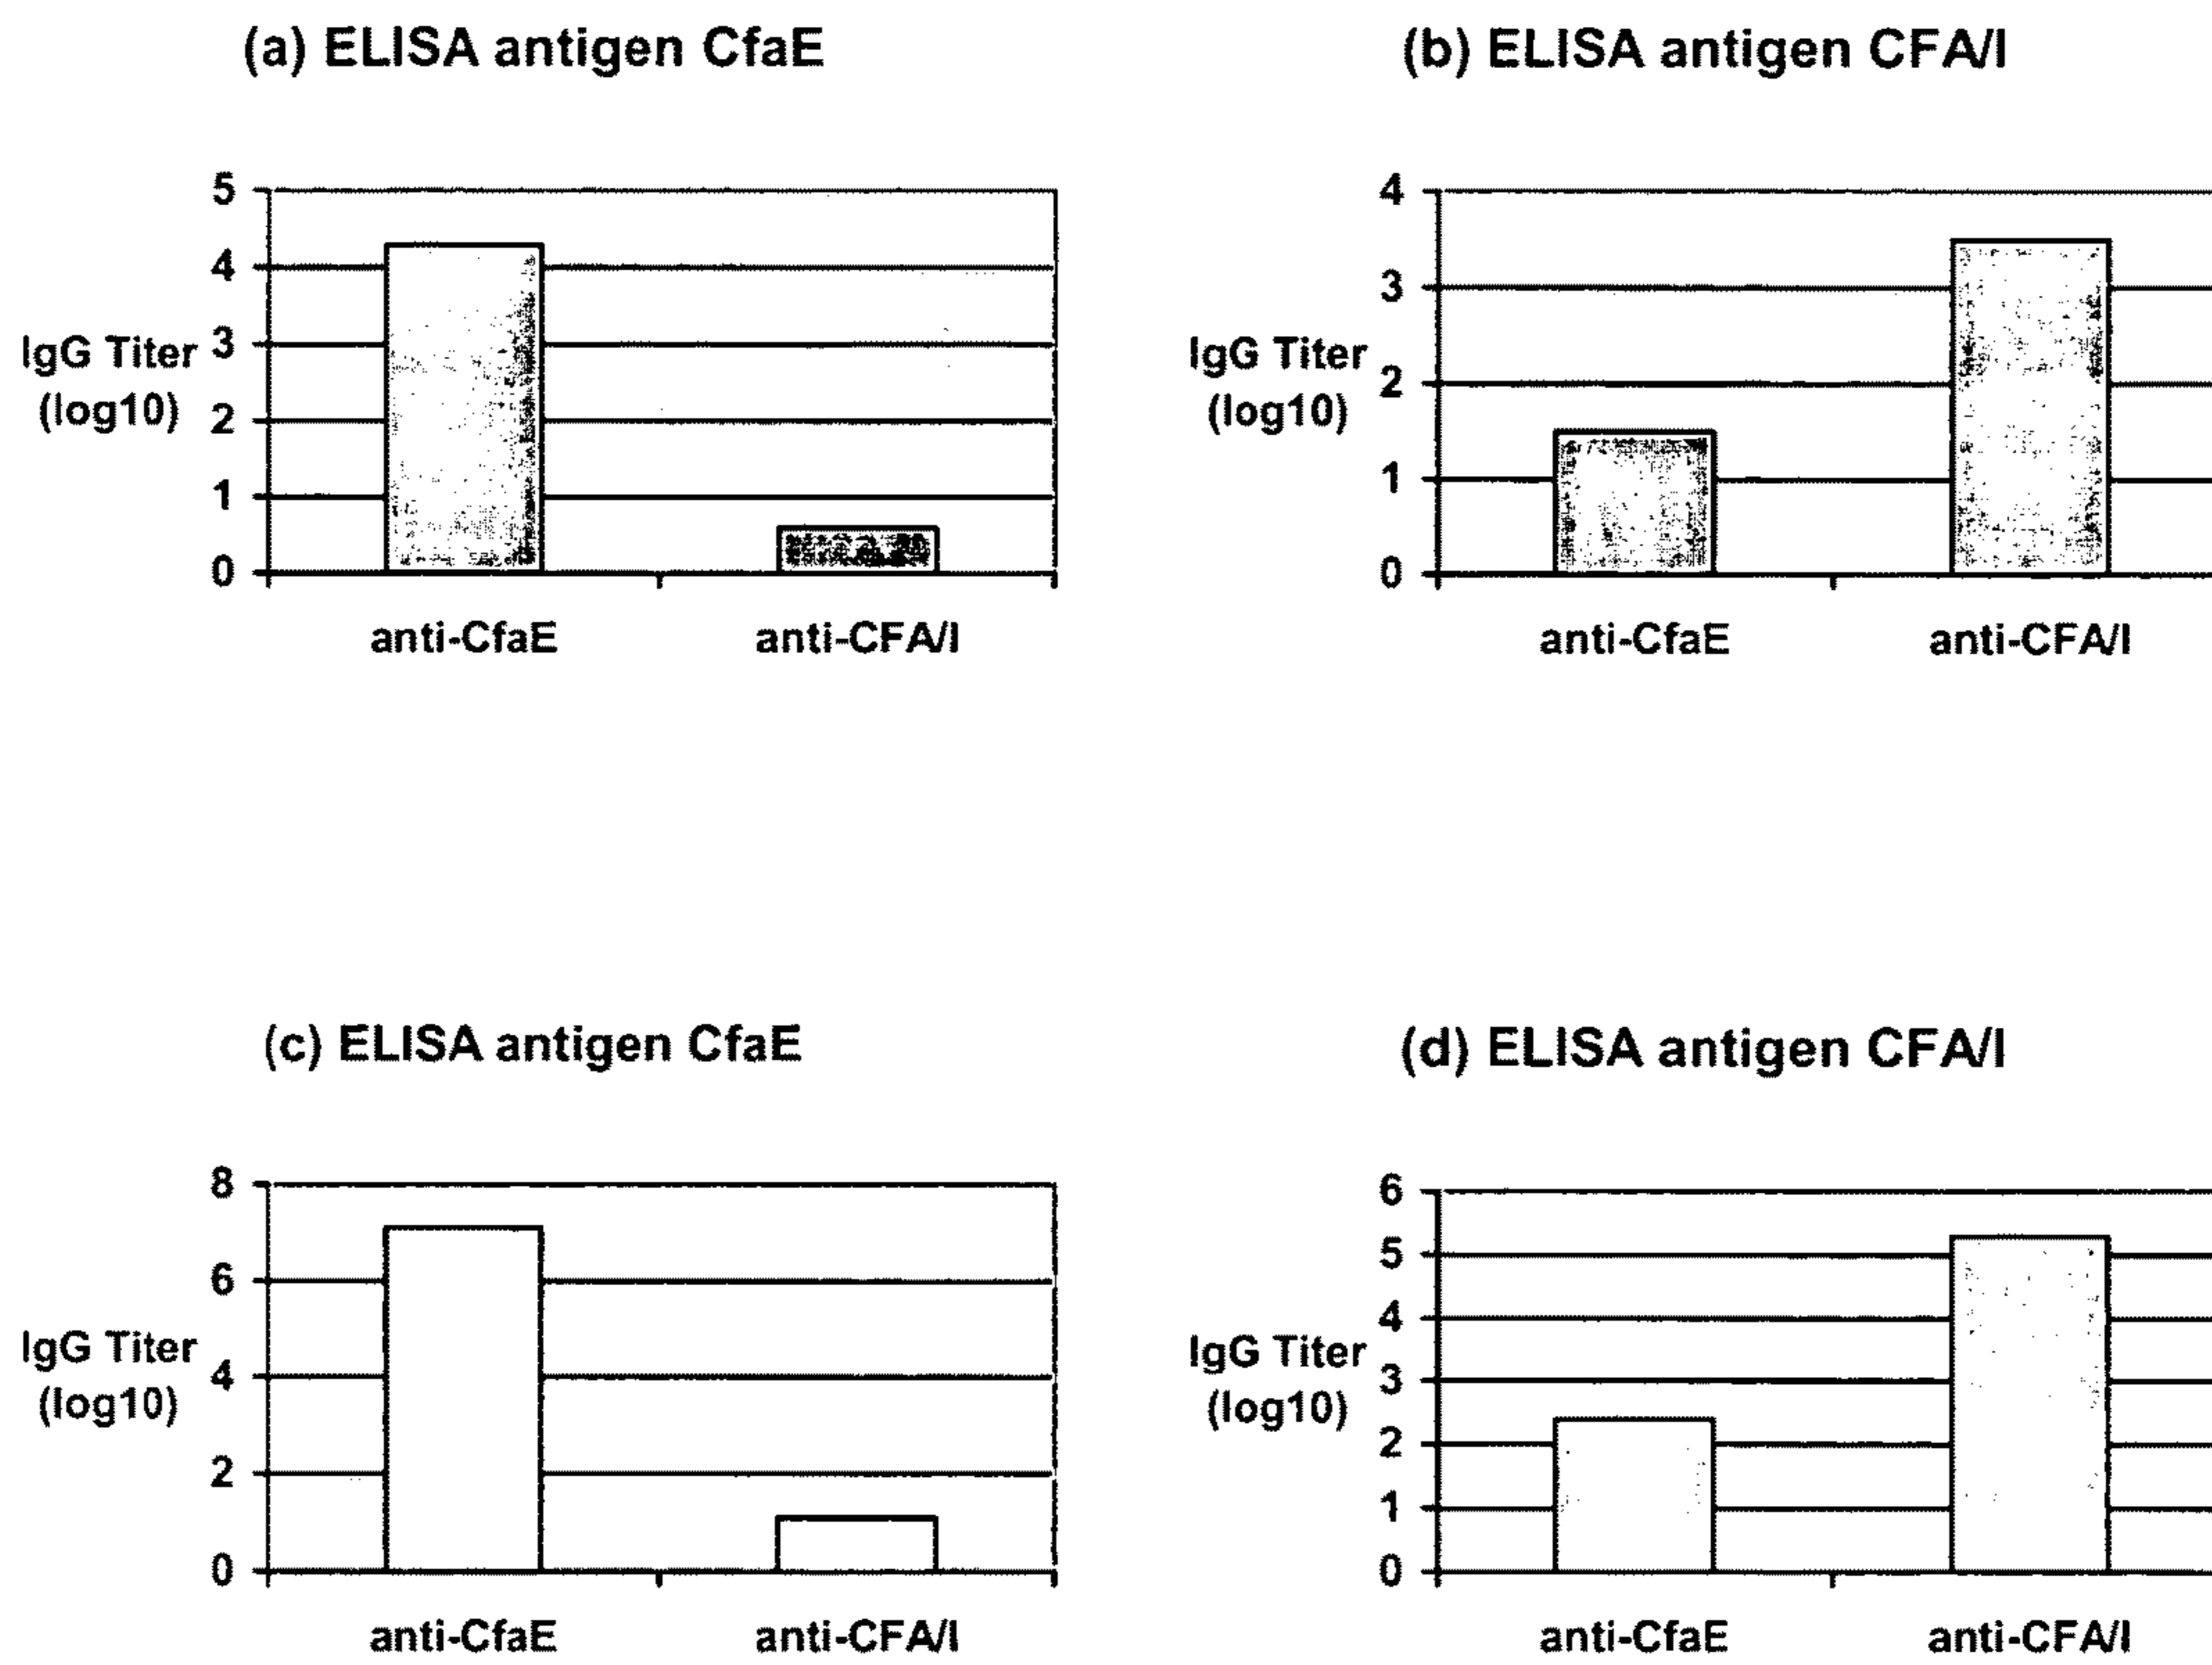 (a) ELISA antigen CfaE
5
4
3
2
1
0
IgG Titer
(log10)
anti-CfaE anti-CFA/I
(b) ELISA antigen CFA/I
4
3
2
1
0
IgG Titer
(log10)
anti-CfaE anti-CFA/I
(c) ELISA antigen CfaE
8
6
4
2
0
IgG Titer
(log10)
anti-CfaE anti-CFA/I
(d) ELISA antigen CFA/I
6
5
4
3
2
1
0
IgG Titer
(log10)
anti-CfaE anti-CFA/I